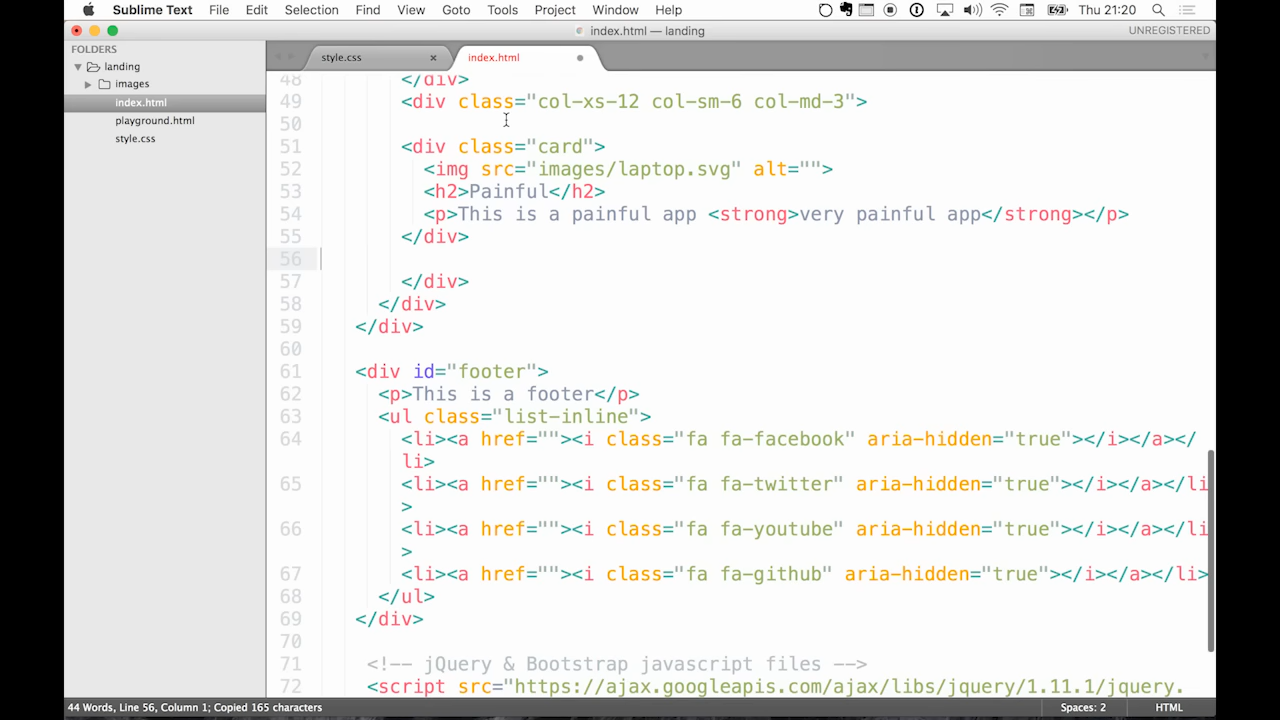 Sublime Text File Edit Selection Find View Goto Tools Project Window Help Thu 21:20
index.html — landing UNREGISTERED
FOLDERS
landing
images
index.html
playground.html
style.css
style.css × index.html
48 </div>
49 <div class="col-xs-12 col-sm-6 col-md-3">
50
51 <div class="card">
52 <img src="images/laptop.svg" alt="">
53 <h2>Painful</h2>
54 <p>This is a painful app <strong>very painful app</strong></p>
55 </div>
56
57 </div>
58 </div>
59 </div>
60
61 <div id="footer">
62 <p>This is a footer</p>
63 <ul class="list-inline">
64 <li><a href=""><i class="fa fa-facebook" aria-hidden="true"></i></a></
li>
65 <li><a href=""><i class="fa fa-twitter" aria-hidden="true"></i></a></li
>
66 <li><a href=""><i class="fa fa-youtube" aria-hidden="true"></i></a></li
>
67 <li><a href=""><i class="fa fa-github" aria-hidden="true"></i></a></li>
68 </ul>
69 </div>
70
71 <!-- jQuery & Bootstrap javascript files -->
72 <script src="https://ajax.googleapis.com/ajax/libs/jquery/1.11.1/jquery.
44 Words, Line 56, Column 1; Copied 165 characters Spaces: 2 HTML